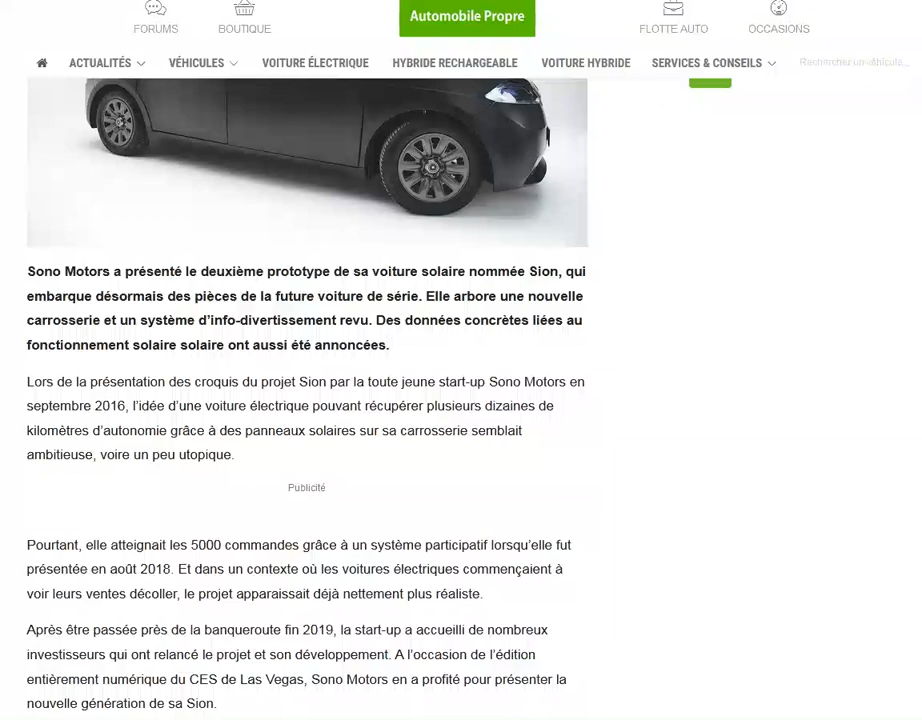 FORUMS
BOUTIQUE
Automobile Propre
FLOTTE AUTO
OCCASIONS
ACTUALITÉS
VÉHICULES
VOITURE ÉLECTRIQUE
HYBRIDE RECHARGEABLE
VOITURE HYBRIDE
SERVICES & CONSEILS
Rechercher un véhicule...
Sono Motors a présenté le deuxième prototype de sa voiture solaire nommée Sion, qui
embarque désormais des pièces de la future voiture de série. Elle arbore une nouvelle
carrosserie et un système d’info-divertissement revu. Des données concrètes liées au
fonctionnement solaire solaire ont aussi été annoncées.
Lors de la présentation des croquis du projet Sion par la toute jeune start-up Sono Motors en
septembre 2016, l’idée d’une voiture électrique pouvant récupérer plusieurs dizaines de
kilomètres d’autonomie grâce à des panneaux solaires sur sa carrosserie semblait
ambitieuse, voire un peu utopique.
Publicité
Pourtant, elle atteignait les 5000 commandes grâce à un système participatif lorsqu’elle fut
présentée en août 2018. Et dans un contexte où les voitures électriques commençaient à
voir leurs ventes décoller, le projet apparaissait déjà nettement plus réaliste.
Après être passée près de la banqueroute fin 2019, la start-up a accueilli de nombreux
investisseurs qui ont relancé le projet et son développement. A l’occasion de l’édition
entièrement numérique du CES de Las Vegas, Sono Motors en a profité pour présenter la
nouvelle génération de sa Sion.